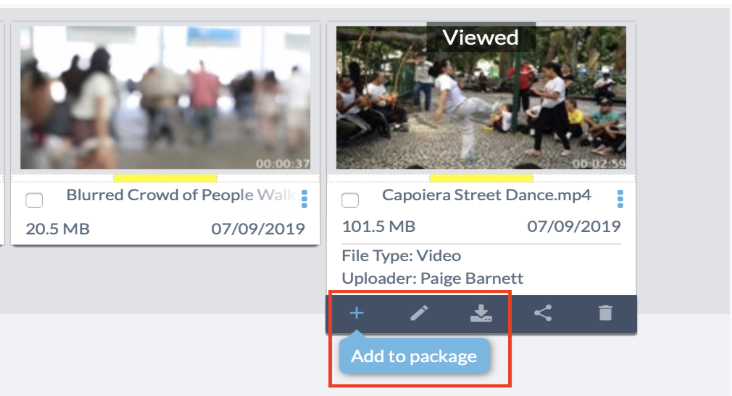 Viewed
00:00:37
00:02:59
Blurred Crowd of People Walk
Capoiera Street Dance.mp4
20.5 MB
07/09/2019
101.5 MB
07/09/2019
File Type: Video
Uploader: Paige Barnett
Add to package